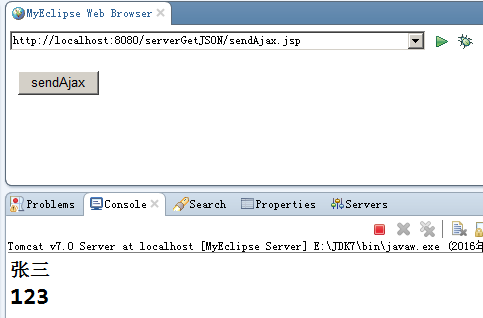 MyEclipse Web Browser
http://localhost:8080/serverGetJSON/sendAjax.jsp
sendAjax
Problems Console Search Properties Servers
Tomcat v7.0 Server at localhost [MyEclipse Server] E:\JDK7\bin\javaw.exe (2016年
张三
123